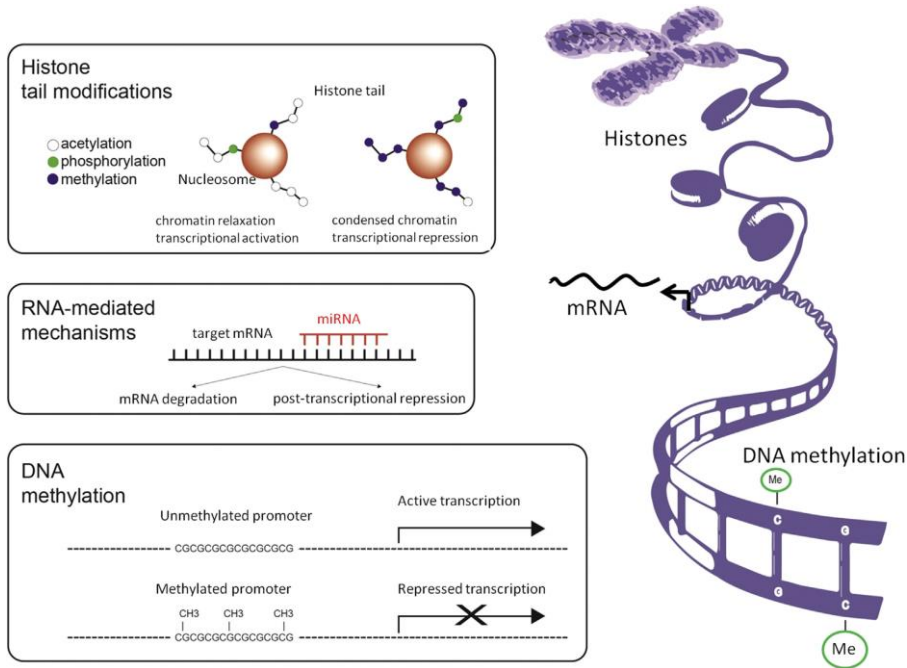 Histone
tail modifications
Histone tail
acetylation
phosphorylation
methylation
Nucleosome
chromatin relaxation
transcriptional activation
condensed chromatin
transcriptional repression
RNA-mediated
mechanisms
miRNA
target mRNA
mRNA degradation
post-transcriptional repression
DNA
methylation
Unmethylated promoter
Active transcription
CGCGCGCGCGCGCGCG
Methylated promoter
Repressed transcription
CH3 CH3 CH3
CGCGCGCGCGCGCGCG
Histones
mRNA
DNA methylation
Me
C G
G C
Me